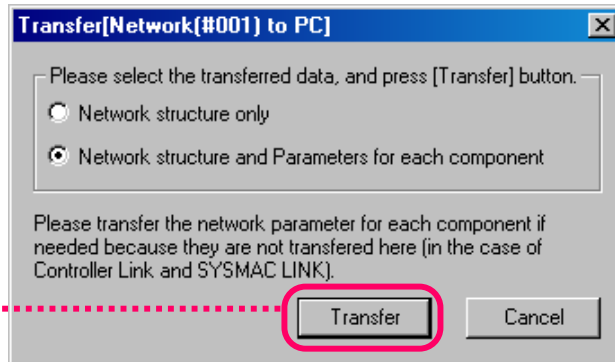 Transfer[Network(#001) to PC]
Please select the transferred data, and press [Transfer] button.
Network structure only
Network structure and Parameters for each component
Please transfer the network parameter for each component if
needed because they are not transfered here (in the case of
Controller Link and SYSMAC LINK).
Transfer
Cancel